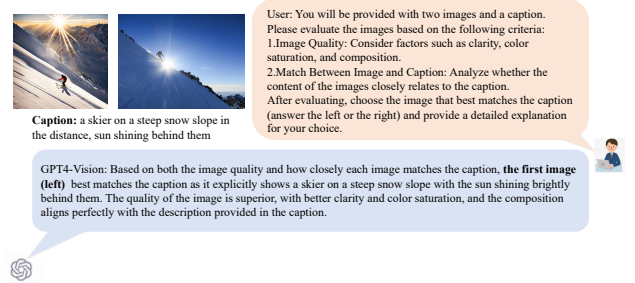 User: You will be provided with two images and a caption.
Please evaluate the images based on the following criteria:
1.Image Quality: Consider factors such as clarity, color
saturation, and composition.
2.Match Between Image and Caption: Analyze whether the
content of the images closely relates to the caption.
After evaluating, choose the image that best matches the caption
(answer the left or the right) and provide a detailed explanation
for your choice.
Caption: a skier on a steep snow slope in
the distance, sun shining behind them
GPT4-Vision: Based on both the image quality and how closely each image matches the caption, the first image
(left) best matches the caption as it explicitly shows a skier on a steep snow slope with the sun shining brightly
behind them. The quality of the image is superior, with better clarity and color saturation, and the composition
aligns perfectly with the description provided in the caption.